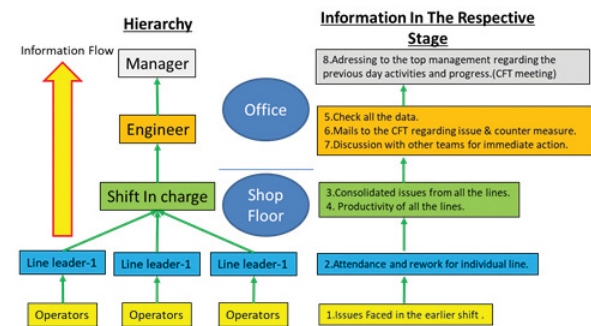 Hierarchy
Information In The Respective
Stage
Information Flow
Manager
Engineer
Shift In charge
Line leader-1
Line leader-1
Line leader-1
Operators
Operators
Operators
Office
Shop
Floor
8.Adressing to the top management regarding the
previous day activities and progress.(CFT meeting)
5.Check all the data.
6.Mails to the CFT regarding issue & counter measure.
7.Discussion with other teams for immediate action.
3.Consolidated issues from all the lines.
4. Productivity of all the lines.
2.Attendance and rework for individual line.
1.Issues Faced in the earlier shift .